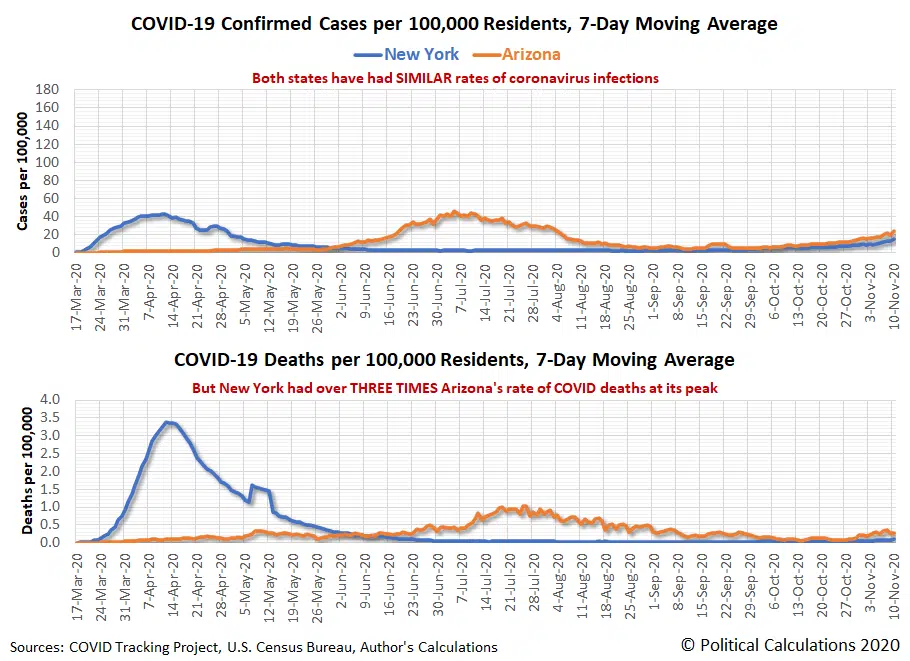 COVID-19 Confirmed Cases per 100,000 Residents, 7-Day Moving Average
New York Arizona
Both states have had SIMILAR rates of coronavirus infections
Cases per 100,000
180
160
140
120
100
80
60
40
20
0
17-Mar-20
24-Mar-20
31-Mar-20
7-Apr-20
14-Apr-20
21-Apr-20
28-Apr-20
5-May-20
12-May-20
19-May-20
26-May-20
2-Jun-20
9-Jun-20
16-Jun-20
23-Jun-20
30-Jun-20
7-Jul-20
14-Jul-20
21-Jul-20
28-Jul-20
4-Aug-20
11-Aug-20
18-Aug-20
25-Aug-20
1-Sep-20
8-Sep-20
15-Sep-20
22-Sep-20
29-Sep-20
6-Oct-20
13-Oct-20
20-Oct-20
27-Oct-20
3-Nov-20
10-Nov-20
COVID-19 Deaths per 100,000 Residents, 7-Day Moving Average
But New York had over THREE TIMES Arizona's rate of COVID deaths at its peak
Deaths per 100,000
4.0
3.5
3.0
2.5
2.0
1.5
1.0
0.5
0.0
17-Mar-20
24-Mar-20
31-Mar-20
7-Apr-20
14-Apr-20
21-Apr-20
28-Apr-20
5-May-21
12-May-20
19-May-20
26-May-20
2-Jun-20
9-Jun-20
16-Jun-20
23-Jun-20
30-Jun-20
7-Jul-20
14-Jul-20
21-Jul-20
28-Jul-20
4-Aug-20
11-Aug-20
18-Aug-20
25-Aug-20
1-Sep-20
8-Sep-20
15-Sep-20
22-Sep-20
29-Sep-20
6-Oct-20
13-Oct-20
20-Oct-20
27-Oct-20
3-Nov-20
10-Nov-20
Sources: COVID Tracking Project, U.S. Census Bureau, Author's Calculations
© Political Calculations 2020